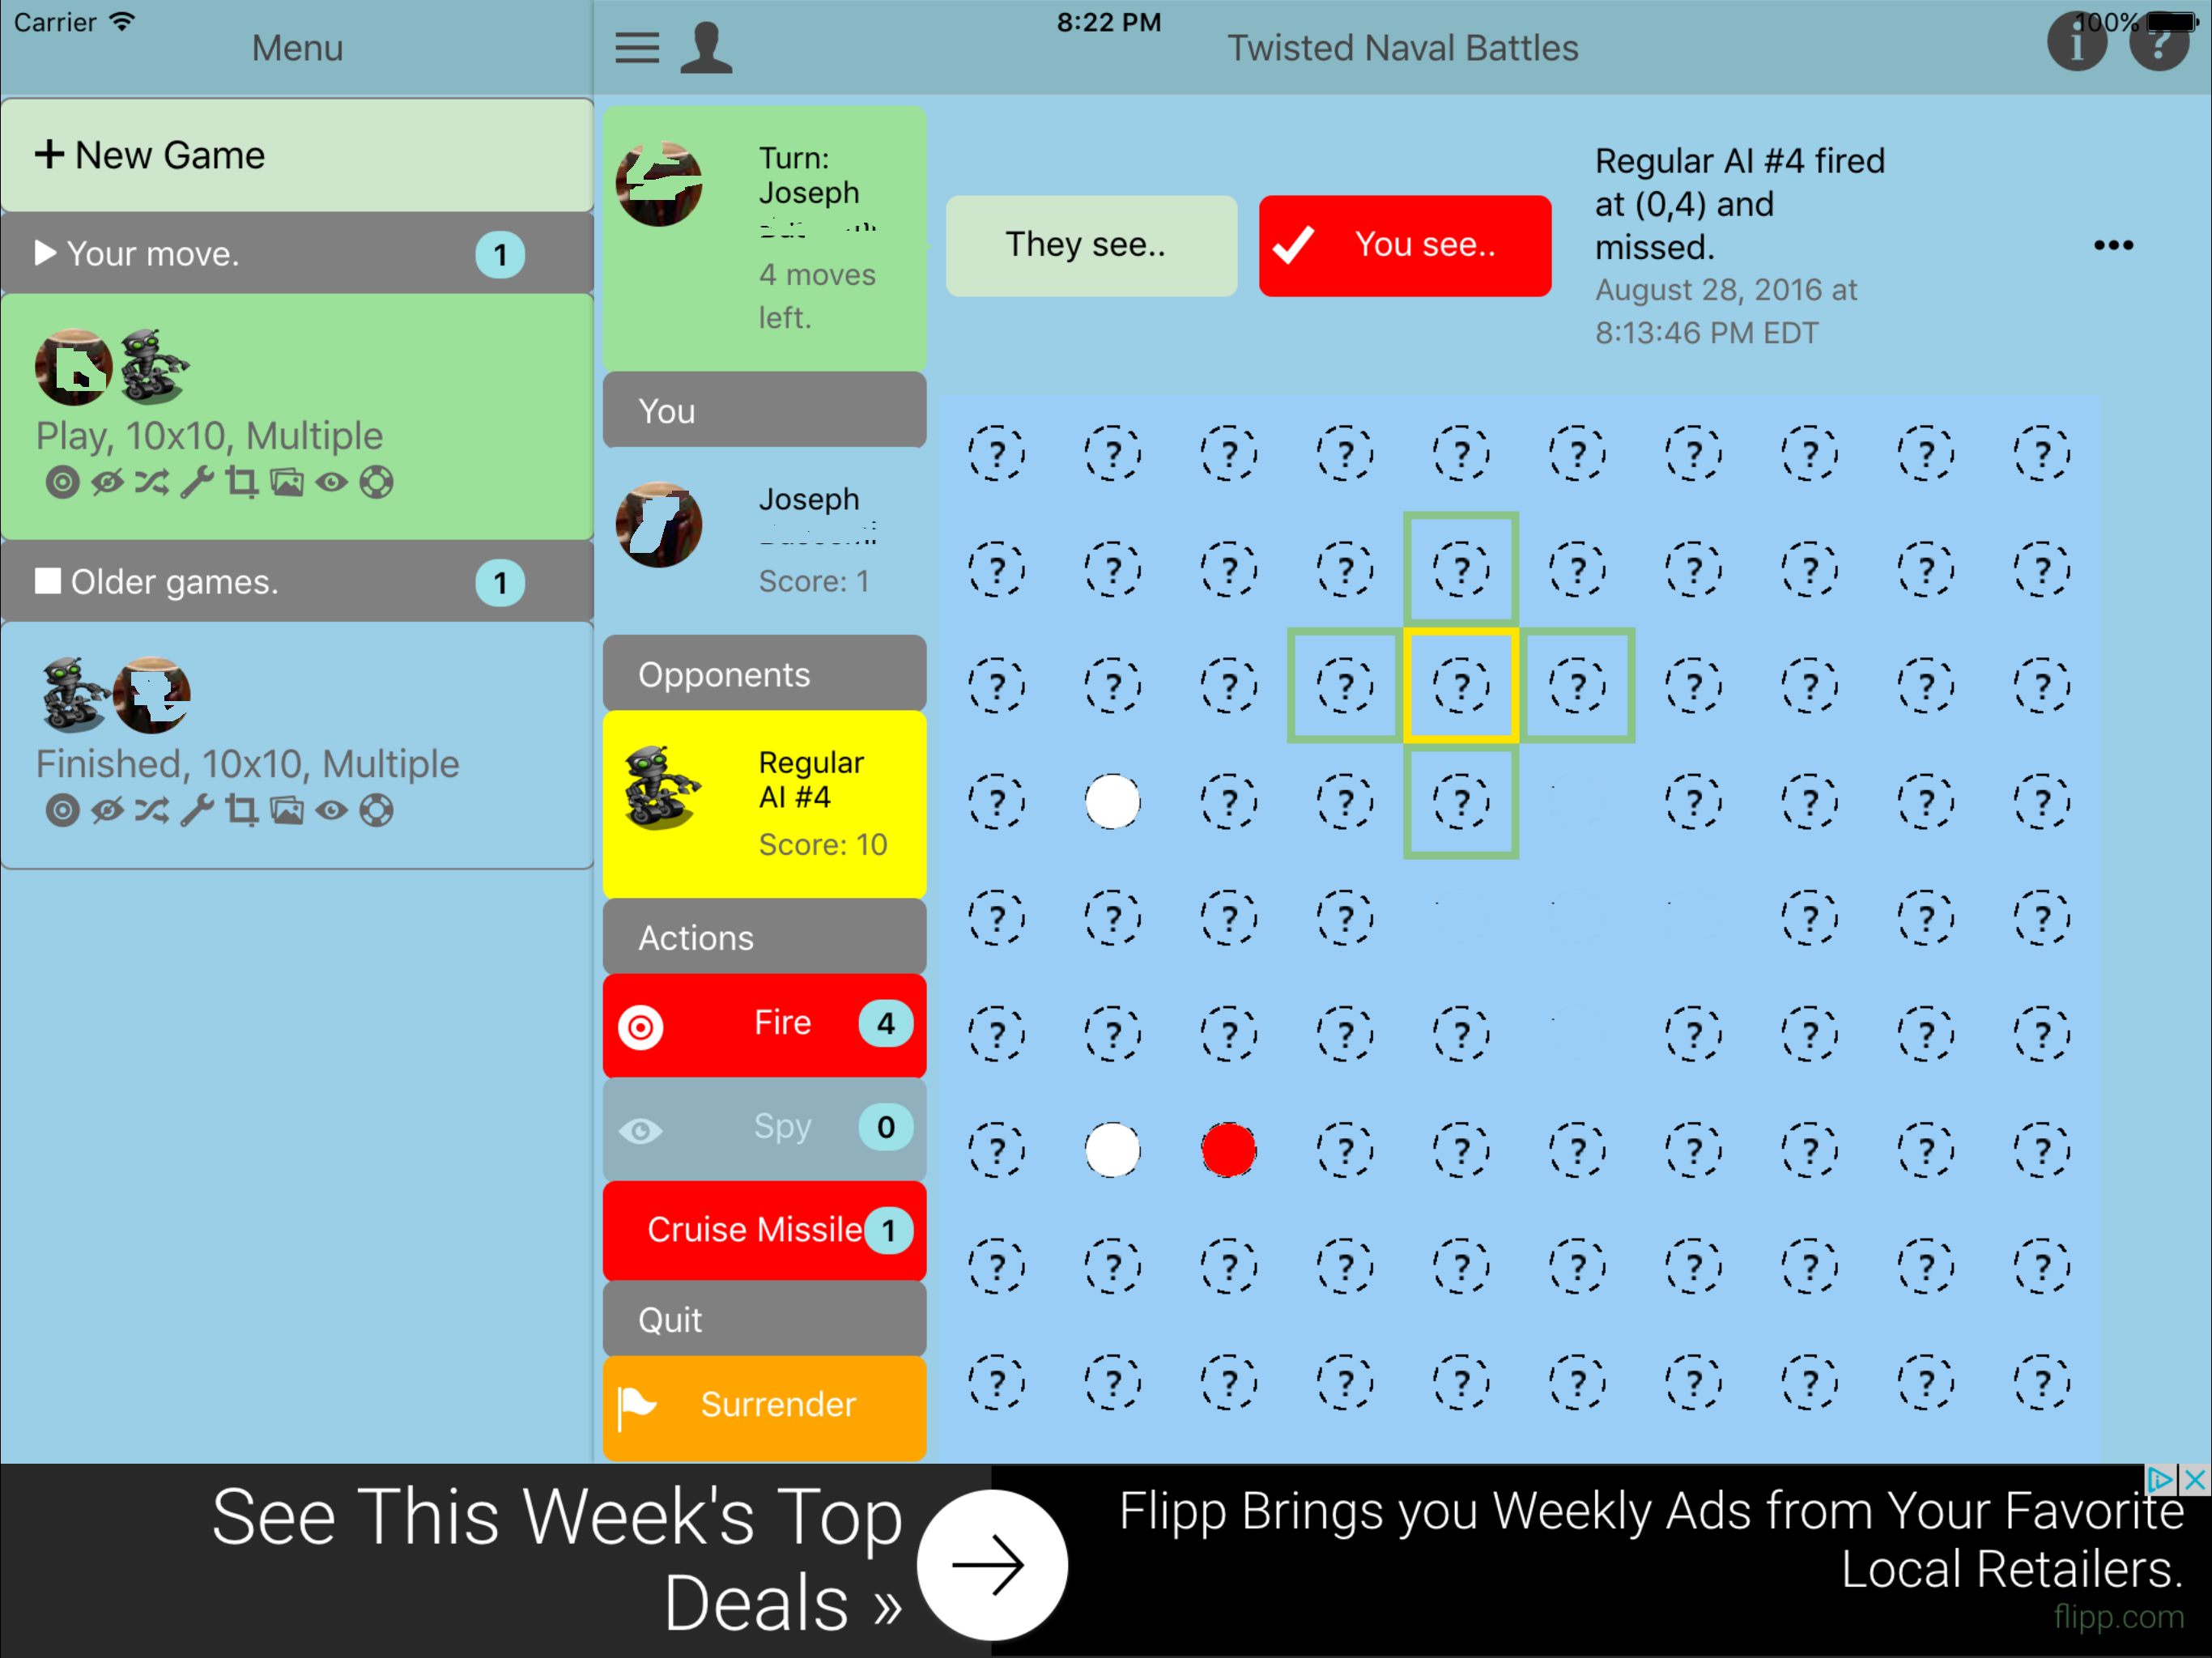 Carrier
8:22 PM
100%
Menu
Twisted Naval Battles
i
?
+ New Game
Your move.
1
Play, 10x10, Multiple
Older games.
1
Finished, 10x10, Multiple
Turn:
Joseph
4 moves
left.
You
Joseph
Score: 1
Opponents
Regular
AI #4
Score: 10
Actions
Fire 4
Spy 0
Cruise Missile 1
Quit
Surrender
They see..
You see..
Regular AI #4 fired
at (0,4) and
missed.
August 28, 2016 at
8:13:46 PM EDT
...
? ? ? ? ? ? ? ? ? ?
? ? ? ? ? ? ? ? ? ?
? ? ? ? ? ? ? ? ? ?
? ? ? ? ? ? ? ?
? ? ? ? ? ? ?
? ? ? ? ? ? ? ? ?
? ? ? ? ? ? ? ?
? ? ? ? ? ? ? ? ? ?
? ? ? ? ? ? ? ? ? ?
See This Week's Top
Deals »
Flipp Brings you Weekly Ads from Your Favorite
Local Retailers.
flipp.com